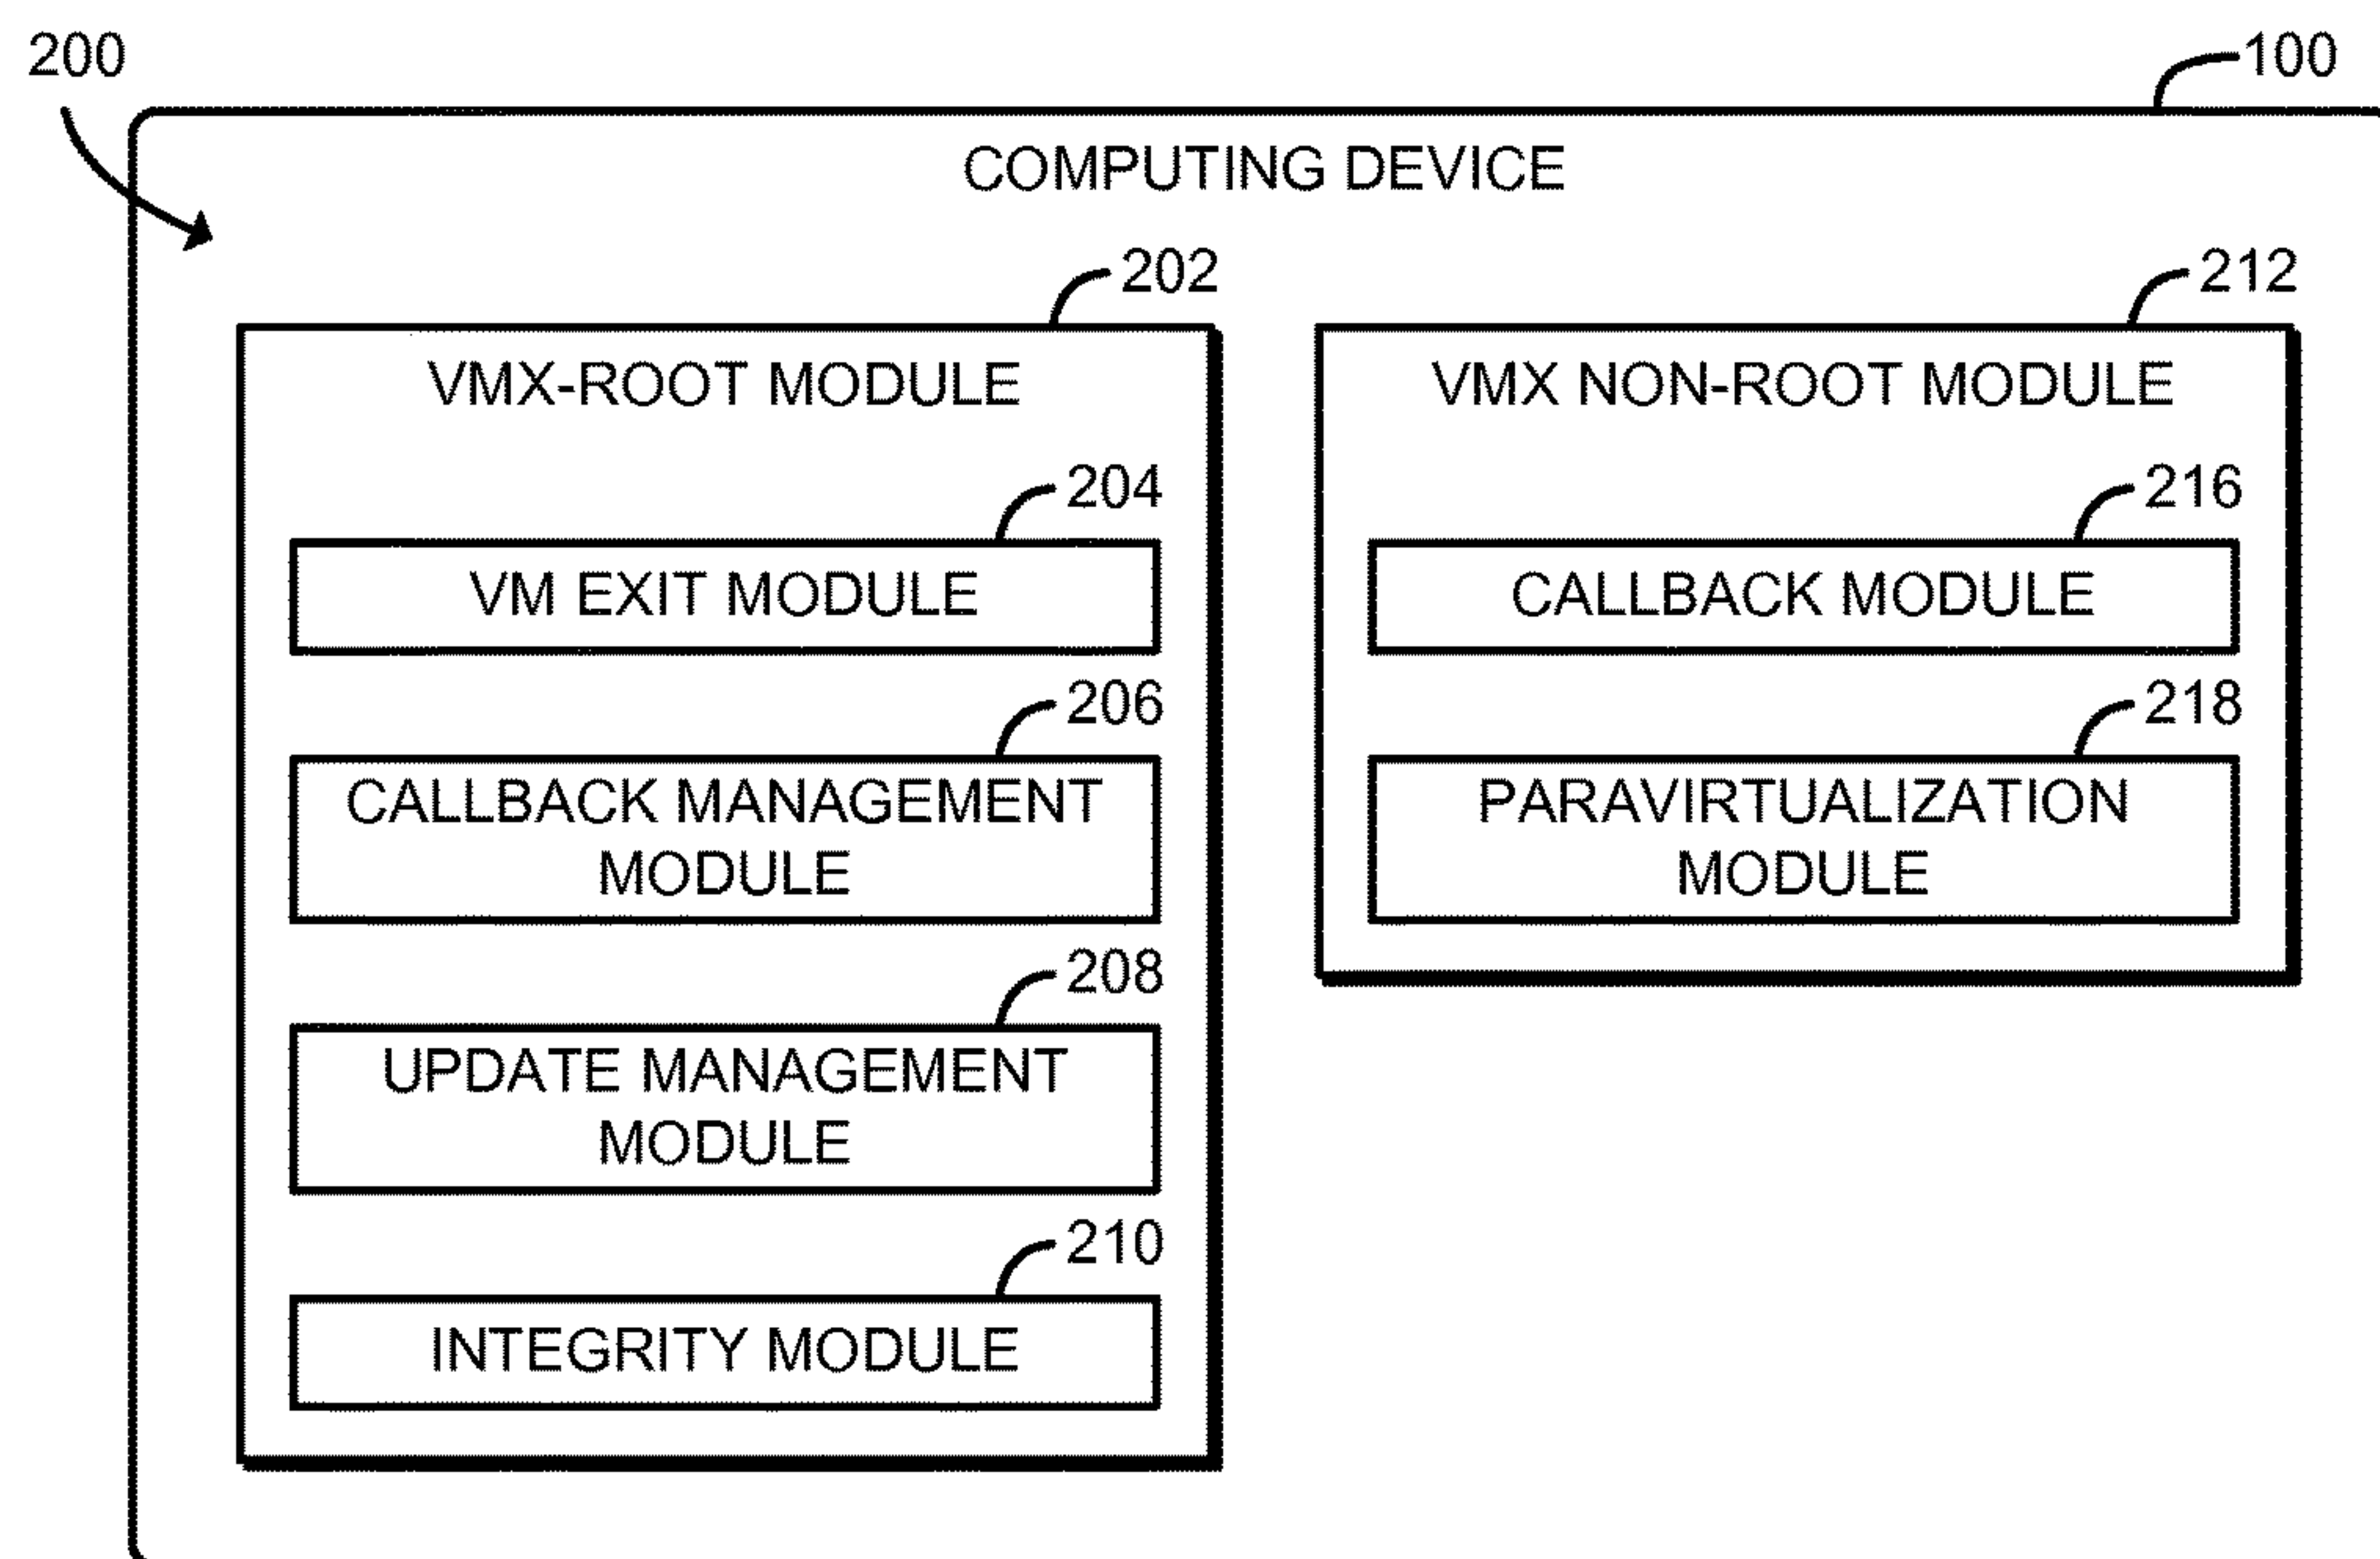 200
100
COMPUTING DEVICE
202
VMX-ROOT MODULE
204
VM EXIT MODULE
206
CALLBACK MANAGEMENT
MODULE
208
UPDATE MANAGEMENT
MODULE
210
INTEGRITY MODULE
212
VMX NON-ROOT MODULE
216
CALLBACK MODULE
218
PARAVIRTUALIZATION
MODULE